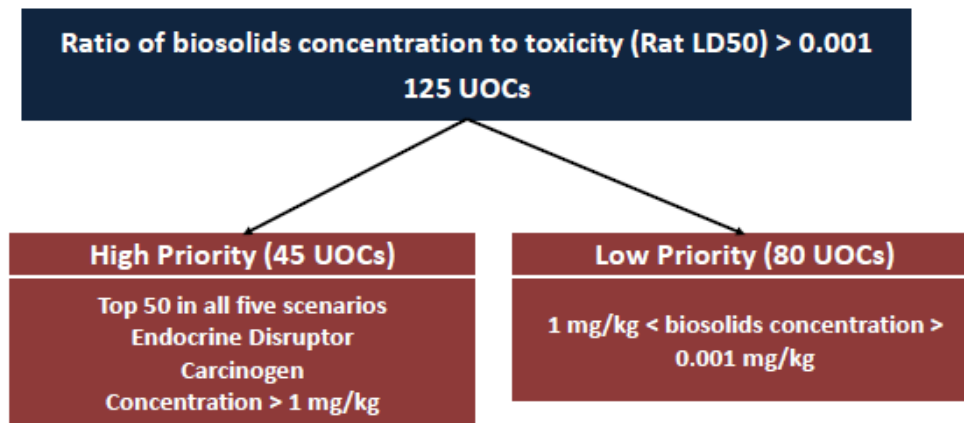 Ratio of biosolids concentration to toxicity (Rat LD50) > 0.001
125 UOCs
High Priority (45 UOCs)
Top 50 in all five scenarios
Endocrine Disruptor
Carcinogen
Concentration > 1 mg/kg
Low Priority (80 UOCs)
1 mg/kg < biosolids concentration >
0.001 mg/kg